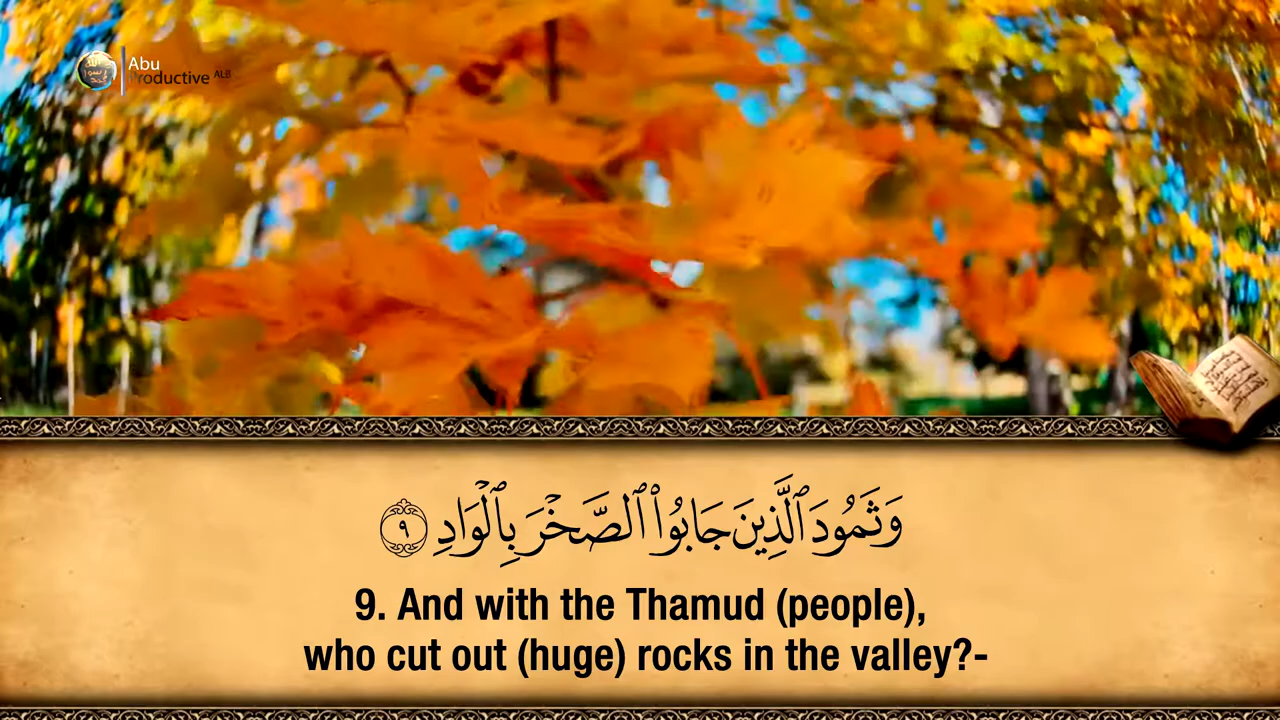 Abu
Productive ALB
وَثَمُودَ ٱلَّذِينَ جَابُوا۟ ٱلصَّخْرَ بِٱلْوَادِ ٩
9. And with the Thamud (people),
who cut out (huge) rocks in the valley?-